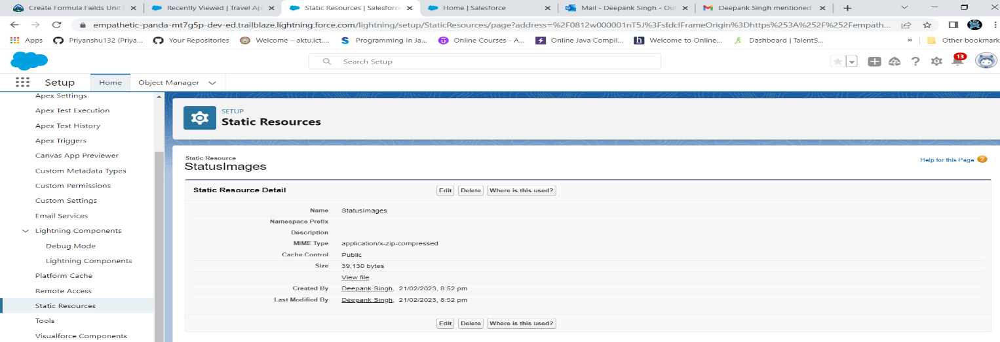 Create Formula Fields Unit
Recently Viewed | Travel Ap
Static Resources | Salesforc
Home | Salesforce
Mail - Deepank Singh - Out
Deepank Singh mentioned
empathetic-panda-mt7g5p-dev-ed.trailblaze.lightning.force.com/lightning/setup/StaticResources/page?address=%2F0812w000001nT5J%3FsfdcIFrameOrigin%3Dhttps%253A%252F%252Fempath...
Apps
Priyanshu132 (Priya...
Your Repositories
Welcome – aktu.ict....
Programming In Ja...
Online Courses - A...
Online Java Compil...
Welcome to Online...
Dashboard | TalentS...
»
Other bookmark
Search Setup
13
Setup
Home
Object Manager
Apex Settings
Apex Test Execution
Apex Test History
Apex Triggers
Canvas App Previewer
Custom Metadata Types
Custom Permissions
Custom Settings
Email Services
Lightning Components
Debug Mode
Lightning Components
Platform Cache
Remote Access
Static Resources
Tools
Visualforce Components
SETUP
Static Resources
Static Resource
StatusImages
Help for this Page
Static Resource Detail
Edit Delete Where is this used?
Name StatusImages
Namespace Prefix
Description
MIME Type application/x-zip-compressed
Cache Control Public
Size 39,130 bytes
View file
Created By Deepank Singh, 21/02/2023, 8:52 pm
Last Modified By Deepank Singh, 21/02/2023, 8:52 pm
Edit Delete Where is this used?